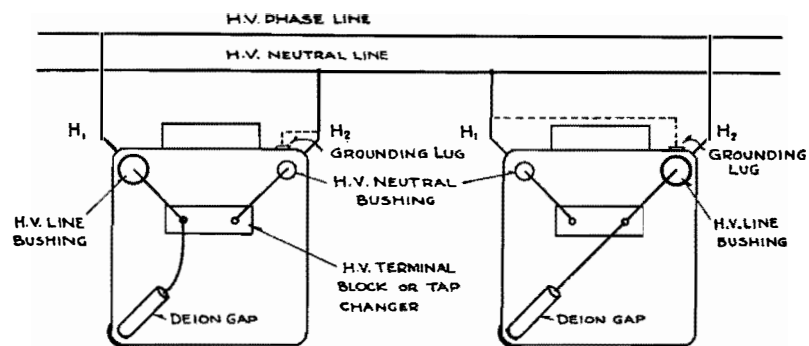 H.V. PHASE LINE
H.V. NEUTRAL LINE
H1
H2
GROUNDING LUG
H.V. NEUTRAL
BUSHING
H.V. LINE
BUSHING
H.V. TERMINAL
BLOCK OR TAP
CHANGER
DEION GAP
H1
H2
GROUNDING
LUG
H.V. LINE
BUSHING
DEION GAP